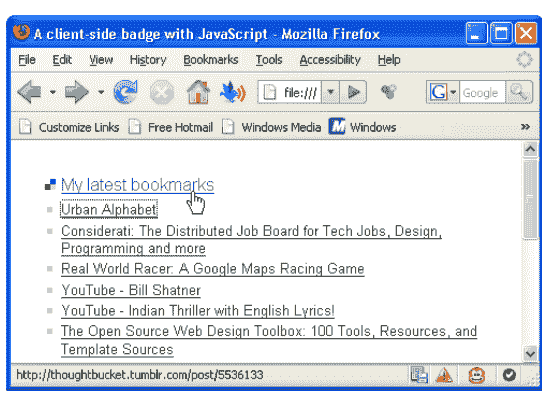 A client-side badge with JavaScript - Mozilla Firefox
File Edit View History Bookmarks Tools Accessibility Help
file:/// G Google
Customize Links Free Hotmail Windows Media Windows »
My latest bookmarks
Urban Alphabet
Considerati: The Distributed Job Board for Tech Jobs, Design,
Programming and more
Real World Racer: A Google Maps Racing Game
YouTube - Bill Shatner
YouTube - Indian Thriller with English Lyrics!
The Open Source Web Design Toolbox: 100 Tools, Resources, and
Template Sources
http://thoughtbucket.tumblr.com/post/5536133